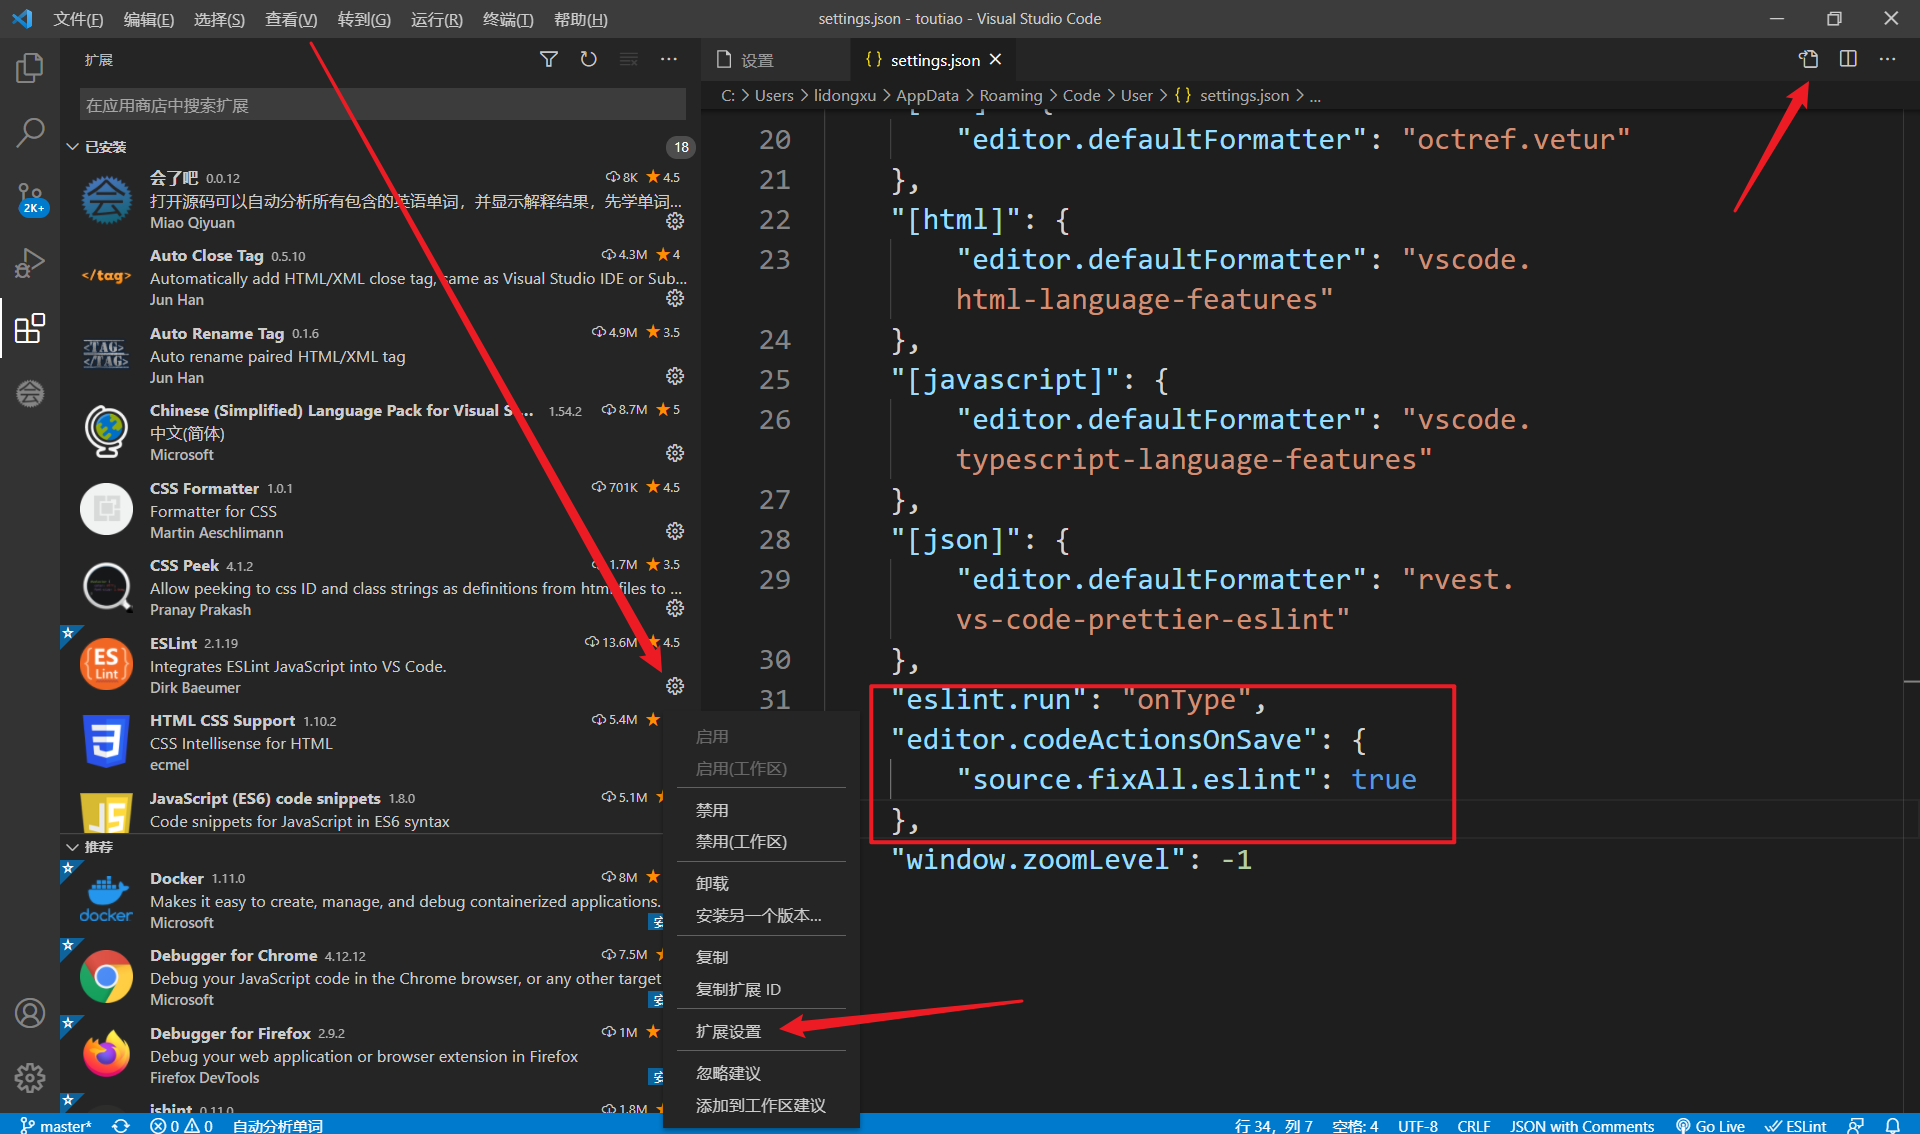 文件(F) 编辑(E) 选择(S) 查看(V) 转到(G) 运行(R) 终端(T) 帮助(H)
settings.json - toutiao - Visual Studio Code
扩展
在应用商店中搜索扩展
已安装 18
会了吧 0.0.12 8K 4.5
打开源码可以自动分析所有包含的英语单词，并显示解释结果，先学单词...
Miao Qiyuan
Auto Close Tag 0.5.10 4.3M 4
</tag>
Automatically add HTML/XML close tag, same as Visual Studio IDE or Sub...
Jun Han
Auto Rename Tag 0.1.6 4.9M 3.5
<TAG>
</TAG>
Auto rename paired HTML/XML tag
Jun Han
Chinese (Simplified) Language Pack for Visual S... 1.54.2 8.7M 5
中文(简体)
Microsoft
CSS Formatter 1.0.1 701K 4.5
Formatter for CSS
Martin Aeschlimann
CSS Peek 4.1.2 1.7M 3.5
Allow peeking to css ID and class strings as definitions from html files to ...
Pranay Prakash
ESLint 2.1.19 13.6M 4.5
ES
Lint
Integrates ESLint JavaScript into VS Code.
Dirk Baeumer
HTML CSS Support 1.10.2 5.4M
CSS Intellisense for HTML
ecmel
JavaScript (ES6) code snippets 1.8.0 5.1M
JS
Code snippets for JavaScript in ES6 syntax
推荐
Docker 1.11.0 8M
docker
Makes it easy to create, manage, and debug containerized applications.
Microsoft
安
Debugger for Chrome 4.12.12 7.5M
Debug your JavaScript code in the Chrome browser, or any other target
Microsoft
安
Debugger for Firefox 2.9.2 1M
Debug your web application or browser extension in Firefox
Firefox DevTools
安
jshint 0.11.0 1.8M
2K+
会
启用
启用(工作区)
禁用
禁用(工作区)
卸载
安装另一个版本...
复制
复制扩展 ID
扩展设置
忽略建议
添加到工作区建议
设置
{ } settings.json
C: > Users > lidongxu > AppData > Roaming > Code > User > { } settings.json > ...
20 "editor.defaultFormatter": "octref.vetur"
21 },
22 "[html]": {
23 "editor.defaultFormatter": "vscode.
html-language-features"
24 },
25 "[javascript]": {
26 "editor.defaultFormatter": "vscode.
typescript-language-features"
27 },
28 "[json]": {
29 "editor.defaultFormatter": "rvest.
vs-code-prettier-eslint"
30 },
31 "eslint.run": "onType",
"editor.codeActionsOnSave": {
"source.fixAll.eslint": true
},
"window.zoomLevel": -1
master* 0 0 自动分析单词
行 34，列 7 空格: 4 UTF-8 CRLF JSON with Comments Go Live ESLint